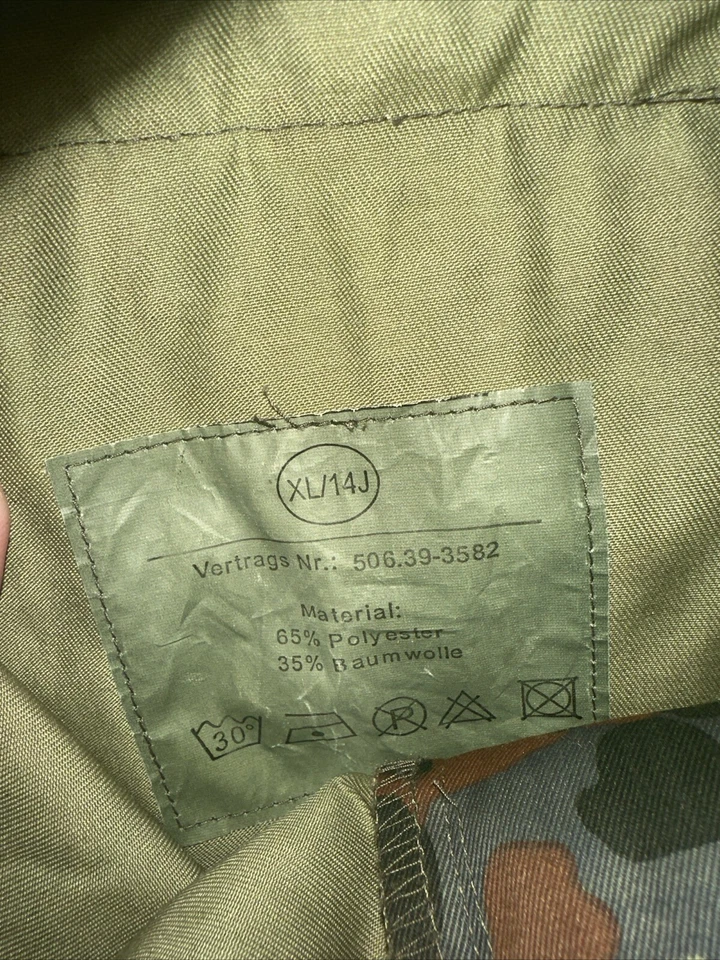 XL/14J
Vertrags Nr.: 506.39-3582
Material:
65% Polyester
35% Baumwolle
30° R